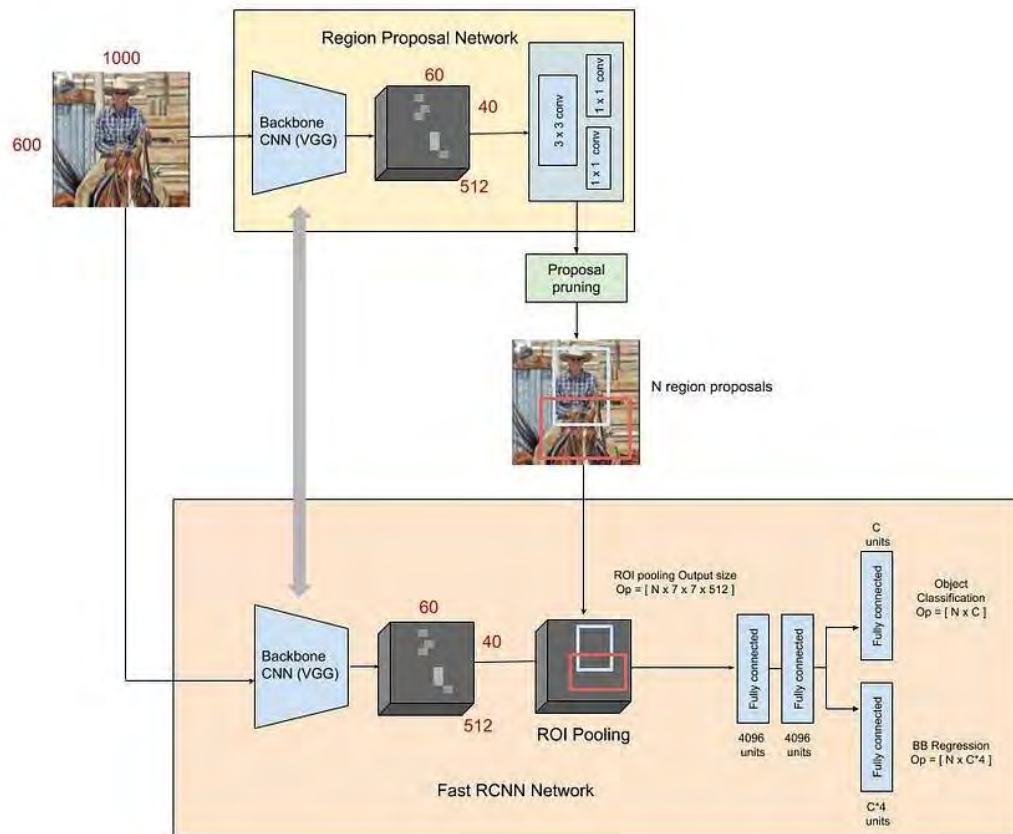 Region Proposal Network
1000
600
Backbone
CNN (VGG)
60
40
512
3 x 3 conv
1 x 1 conv
1 x 1 conv
Proposal
pruning
N region proposals
ROI pooling Output size
Op = [ N x 7 x 7 x 512 ]
C
units
Fully connected
Object
Classification
Op = [ N x C ]
Backbone
CNN (VGG)
60
40
512
ROI Pooling
Fully connected
4096
units
Fully connected
4096
units
Fully connected
BB Regression
Op = [ N x C*4 ]
C*4
units
Fast RCNN Network